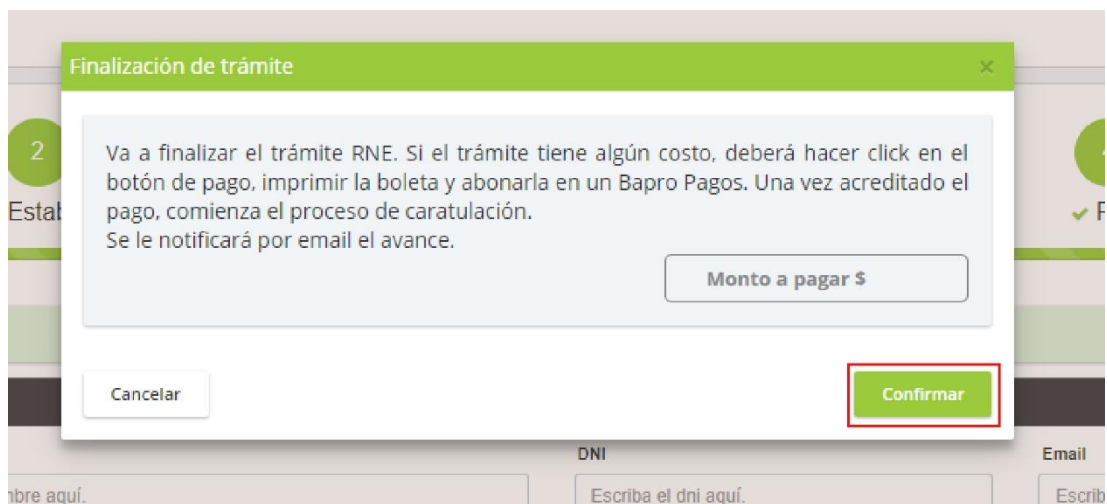 Finalización de trámite
2
Va a finalizar el trámite RNE. Si el trámite tiene algún costo, deberá hacer click en el
botón de pago, imprimir la boleta y abonarla en un Bapro Pagos. Una vez acreditado el
pago, comienza el proceso de caratulación.
Se le notificará por email el avance.
Monto a pagar $
Cancelar
Confirmar
DNI
Email
aquí.
Escriba el dni aquí.